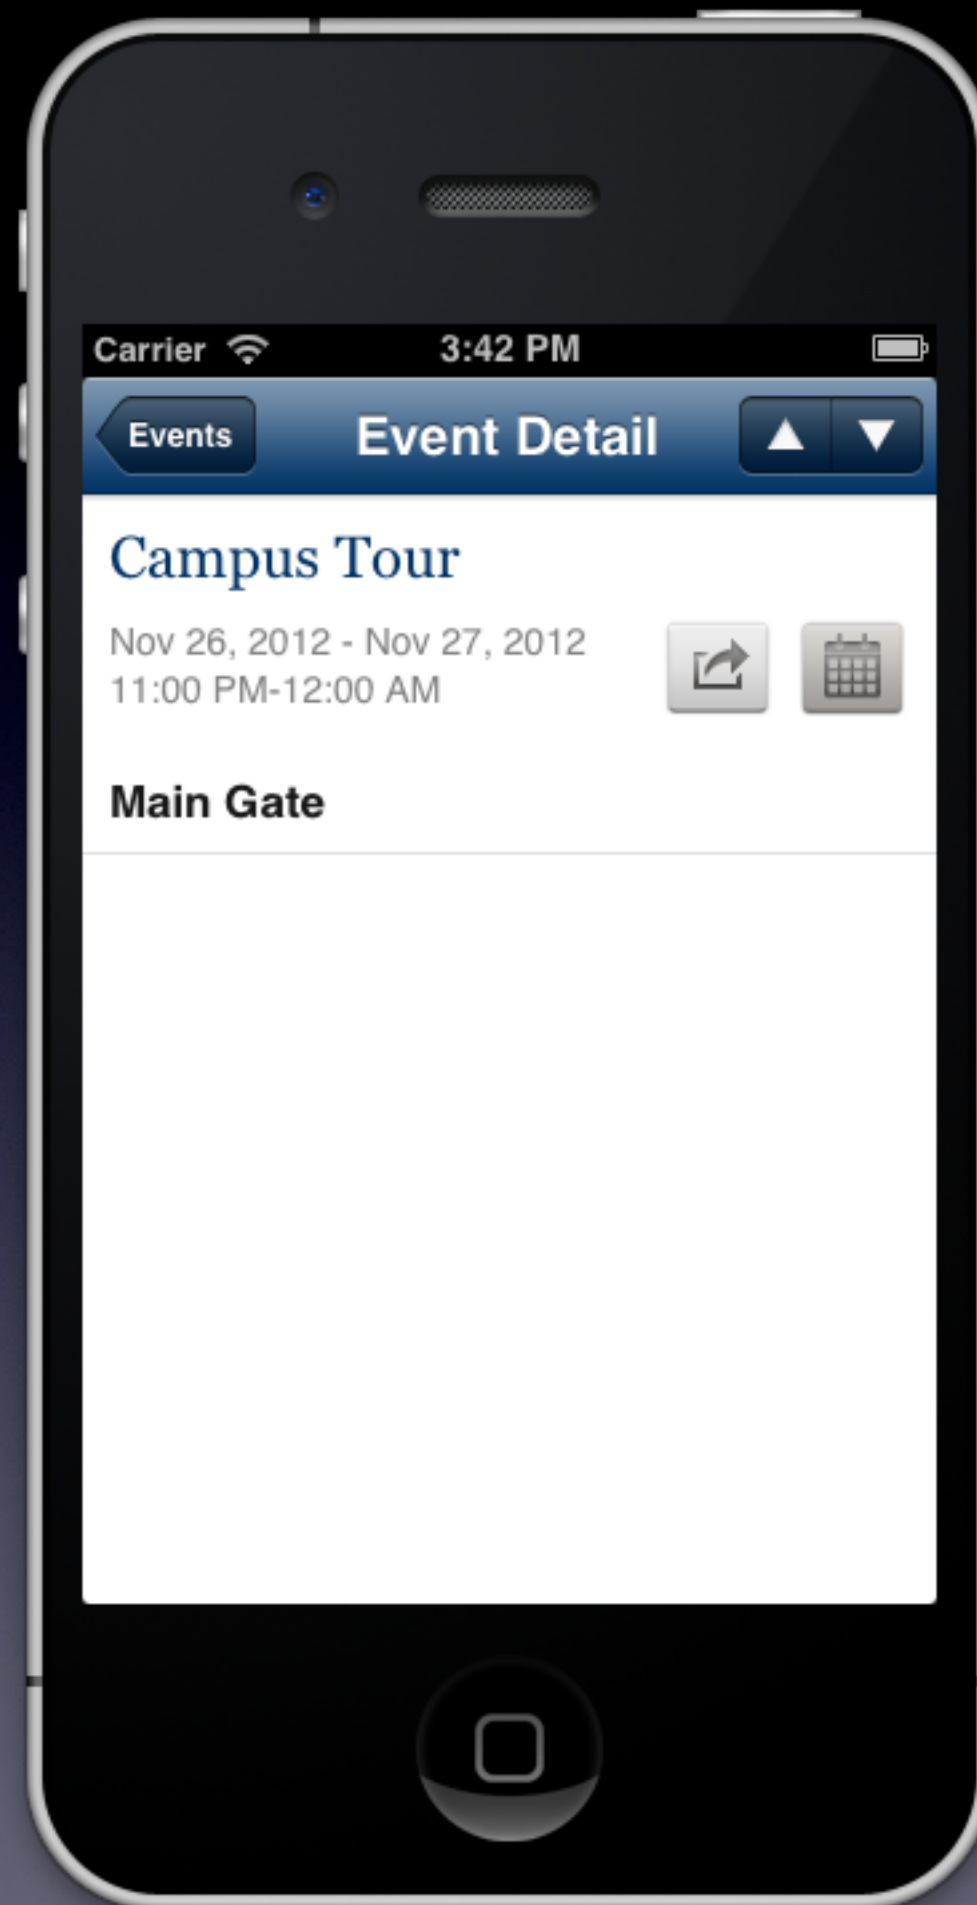 Carrier 3:42 PM
Events Event Detail
Campus Tour
Nov 26, 2012 - Nov 27, 2012
11:00 PM-12:00 AM
Main Gate